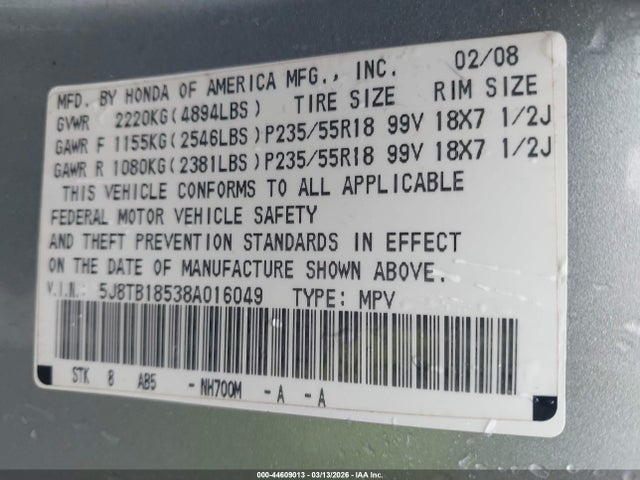 MFD. BY HONDA OF AMERICA MFG., INC. 02/08
GVWR 2220KG(4894LBS) TIRE SIZE RIM SIZE
GAWR F 1155KG(2546LBS)P235/55R18 99V 18X7 1/2J
GAWR R 1080KG(2381LBS)P235/55R18 99V 18X7 1/2J
THIS VEHICLE CONFORMS TO ALL APPLICABLE
FEDERAL MOTOR VEHICLE SAFETY
AND THEFT PREVENTION STANDARDS IN EFFECT
ON THE DATE OF MANUFACTURE SHOWN ABOVE.
V.I.N.: 5J8TB18538A016049 TYPE: MPV
STK 8 AB5 - NH700M - A - A
000-44609013 - 03/13/2026 - IAA Inc.